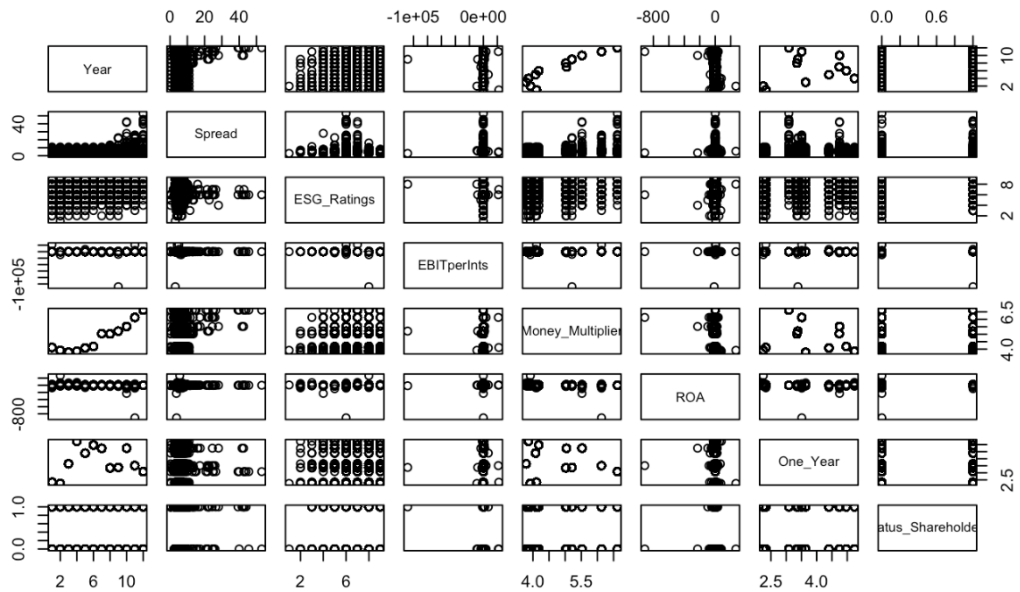 0 20 40
-1e+05 0e+00
-800 0
0.0 0.6
Year
2 6 10
0 40
Spread
ESG_Ratings
2 8
-1e+05
EBITperInts
Money_Multiplier
4.0 6.5
-800
ROA
One_Year
2.5
0.0 1.0
atus_Shareholde
2 6 10
2 6
4.0 5.5
2.5 4.0